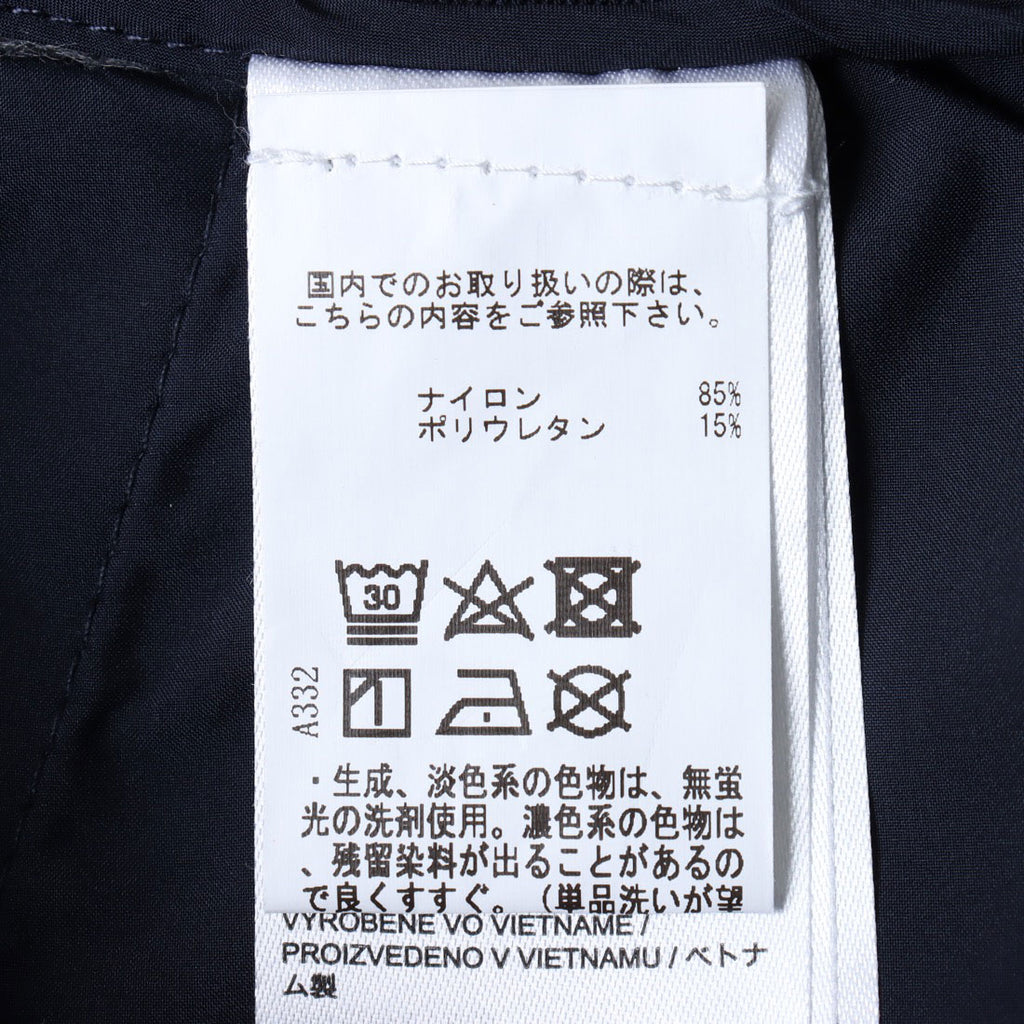 国内でのお取り扱いの際は、
こちらの内容をご参照下さい。
ナイロン 85%
ポリウレタン 15%
30
A332
・生成、淡色系の色物は、無蛍
光の洗剤使用。濃色系の色物は
、残留染料が出ることがあるの
で良くすすぐ。（単品洗いが望
VYROBENE VO VIETNAME /
PROIZVEDENO V VIETNAMU / ベトナ
ム製